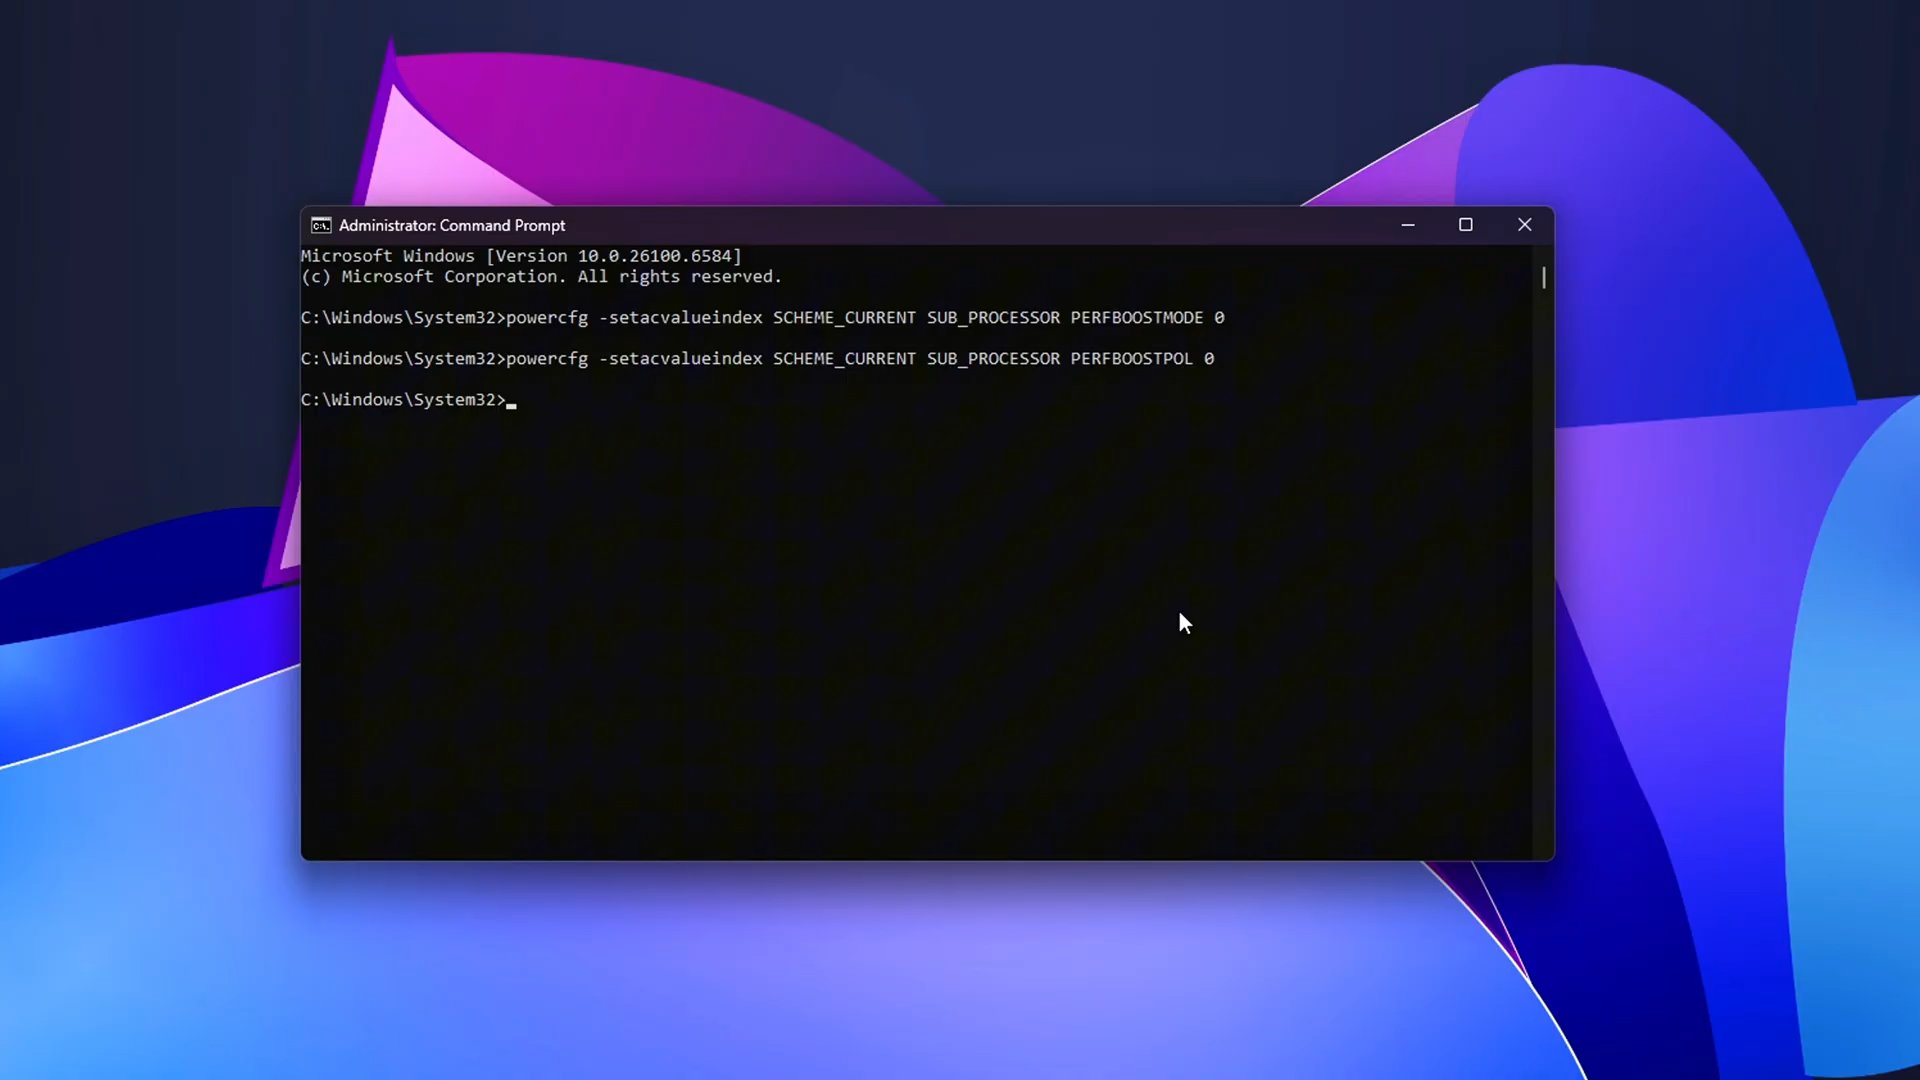 Administrator: Command Prompt
Microsoft Windows [Version 10.0.26100.6584]
(c) Microsoft Corporation. All rights reserved.
C:\Windows\System32>powercfg -setacvalueindex SCHEME_CURRENT SUB_PROCESSOR PERFBOOSTMODE 0
C:\Windows\System32>powercfg -setacvalueindex SCHEME_CURRENT SUB_PROCESSOR PERFBOOSTPOL 0
C:\Windows\System32>